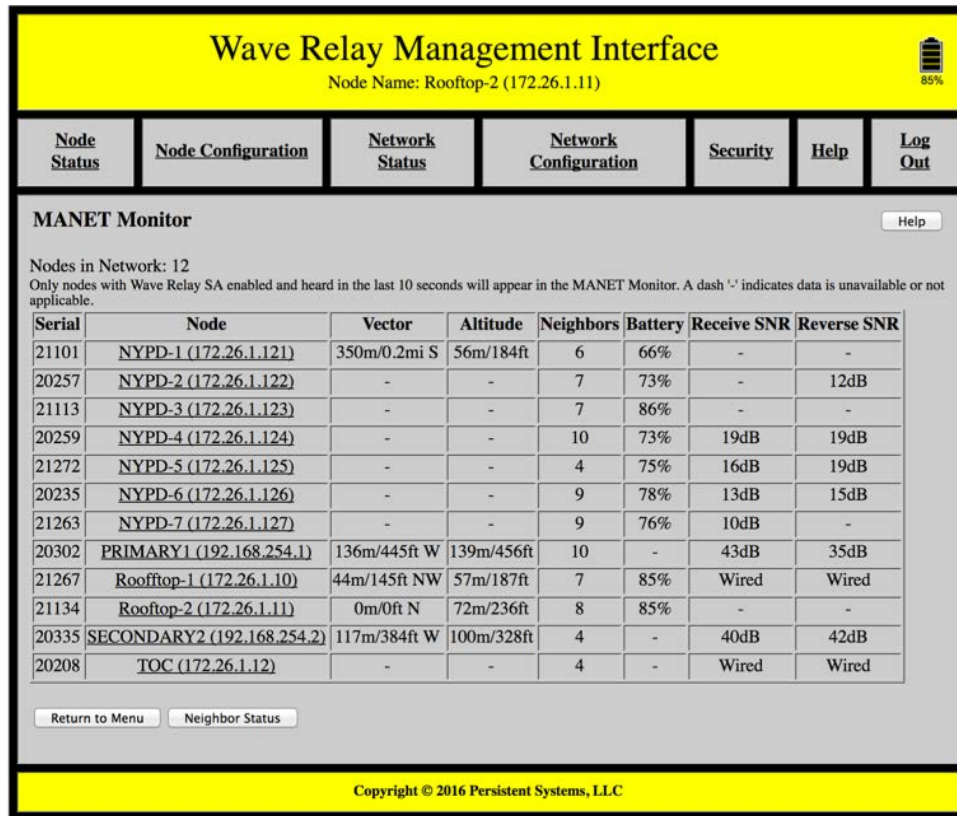 Wave Relay Management Interface
Node Name: Rooftop-2 (172.26.1.11)
85%
Node Status
Node Configuration
Network Status
Network Configuration
Security
Help
Log Out
MANET Monitor
Help
Nodes in Network: 12
Only nodes with Wave Relay SA enabled and heard in the last 10 seconds will appear in the MANET Monitor. A dash '-' indicates data is unavailable or not
applicable.
Serial Node Vector Altitude Neighbors Battery Receive SNR Reverse SNR
21101 NYPD-1 (172.26.1.121) 350m/0.2mi S 56m/184ft 6 66% - -
20257 NYPD-2 (172.26.1.122) - - 7 73% - 12dB
21113 NYPD-3 (172.26.1.123) - - 7 86% - -
20259 NYPD-4 (172.26.1.124) - - 10 73% 19dB 19dB
21272 NYPD-5 (172.26.1.125) - - 4 75% 16dB 19dB
20235 NYPD-6 (172.26.1.126) - - 9 78% 13dB 15dB
21263 NYPD-7 (172.26.1.127) - - 9 76% 10dB -
20302 PRIMARY1 (192.168.254.1) 136m/445ft W 139m/456ft 10 - 43dB 35dB
21267 Roofftop-1 (172.26.1.10) 44m/145ft NW 57m/187ft 7 85% Wired Wired
21134 Rooftop-2 (172.26.1.11) 0m/0ft N 72m/236ft 8 85% - -
20335 SECONDARY2 (192.168.254.2) 117m/384ft W 100m/328ft 4 - 40dB 42dB
20208 TOC (172.26.1.12) - - 4 - Wired Wired
Return to Menu Neighbor Status
Copyright © 2016 Persistent Systems, LLC